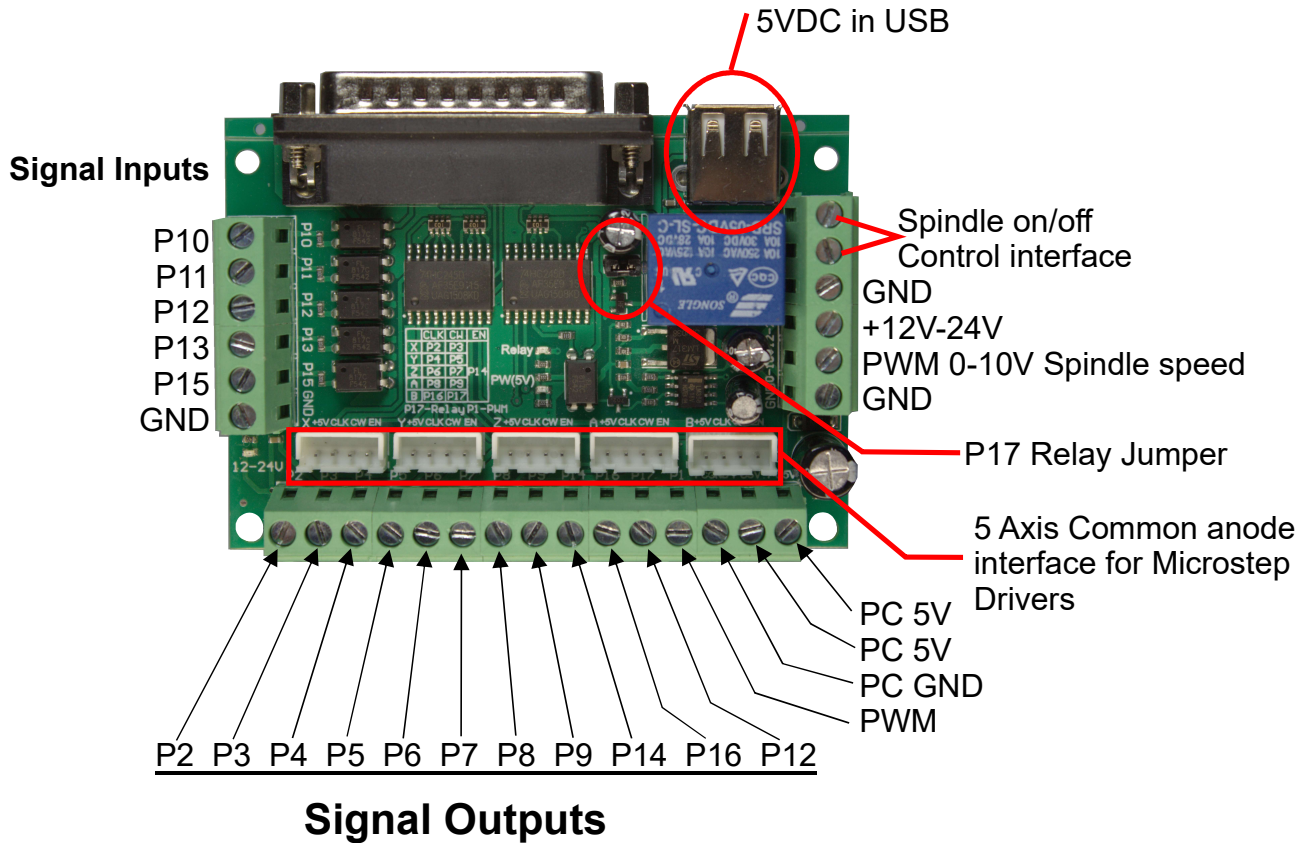 5VDC in USB
Signal Inputs
P10
P11
P12
P13
P15
GND
P10
P11
P12
P13
P15
GND
Spindle on/off
Control interface
GND
+12V-24V
PWM 0-10V Spindle speed
GND
SONGLE
CLK CW EN
X P2 P3
Y P4 P5
Z P6 P7 P14
A P8 P9
B P16 P17
P17-Relay P1-PWM
Relay
PW(5V)
X +5V CLK CW EN
Y +5V CLK CW EN
Z +5V CLK CW EN
A +5V CLK CW EN
12-24V
P17 Relay Jumper
5 Axis Common anode
interface for Microstep
Drivers
PC 5V
PC 5V
PC GND
PWM
P2 P3 P4 P5 P6 P7 P8 P9 P14 P16 P12
Signal Outputs